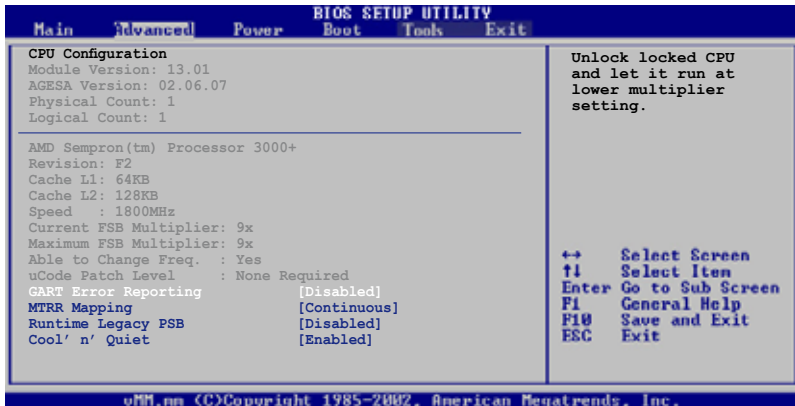 BIOS SETUP UTILITY
Main Advanced Power Boot Tools Exit
CPU Configuration
Module Version: 13.01
AGESA Version: 02.06.07
Physical Count: 1
Logical Count: 1
AMD Sempron(tm) Processor 3000+
Revision: F2
Cache L1: 64KB
Cache L2: 128KB
Speed : 1800MHz
Current FSB Multiplier: 9x
Maximum FSB Multiplier: 9x
Able to Change Freq. : Yes
uCode Patch Level : None Required
GART Error Reporting [Disabled]
MTRR Mapping [Continuous]
Runtime Legacy PSB [Disabled]
Cool' n' Quiet [Enabled]
Unlock locked CPU
and let it run at
lower multiplier
setting.
↔ Select Screen
↑↓ Select Item
Enter Go to Sub Screen
F1 General Help
F10 Save and Exit
ESC Exit
vMM.mm (C)Copyright 1985-2002, American Megatrends, Inc.